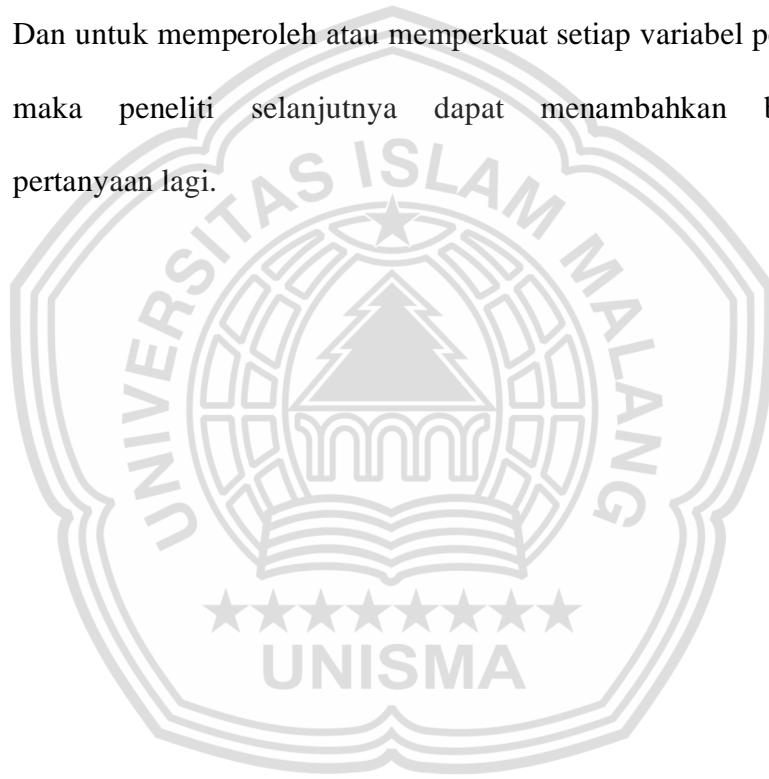 Dan untuk memperoleh atau memperkuat setiap variabel
maka peneliti selanjutnya dapat menambahkan
pertanyaan lagi.
UNIVERSITAS ISLAM MALANG
UNISMA